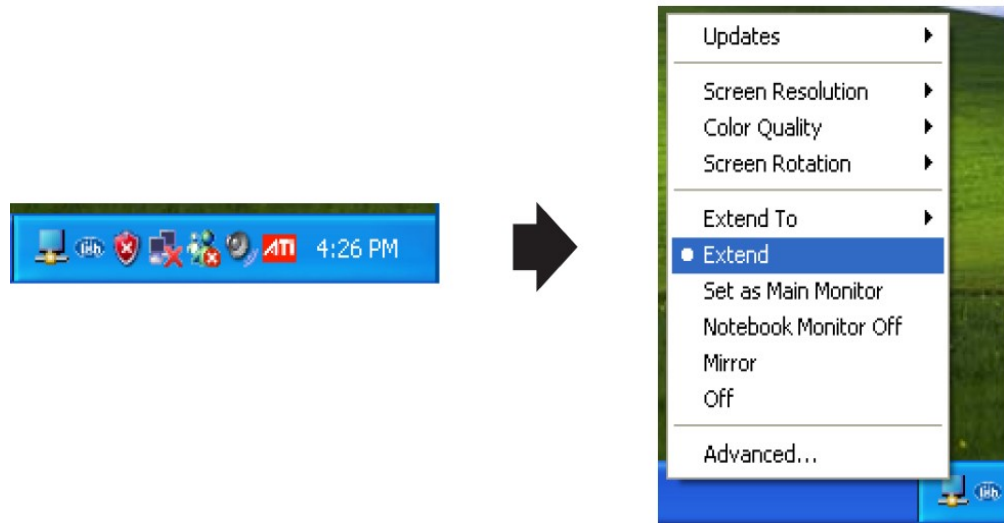 ATI 4:26 PM
Updates
Screen Resolution
Color Quality
Screen Rotation
Extend To
Extend
Set as Main Monitor
Notebook Monitor Off
Mirror
Off
Advanced...